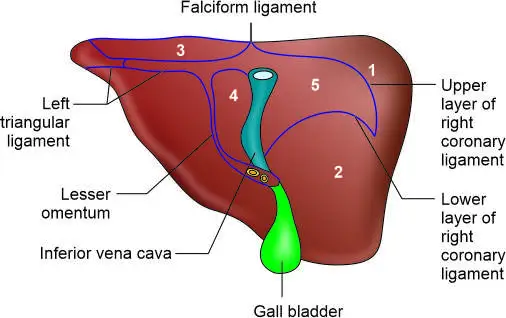 Falciform ligament
3
1
5
4
2
Left
triangular
ligament
Lesser
omentum
Inferior vena cava
Gall bladder
Upper
layer of
right
coronary
ligament
Lower
layer of
right
coronary
ligament